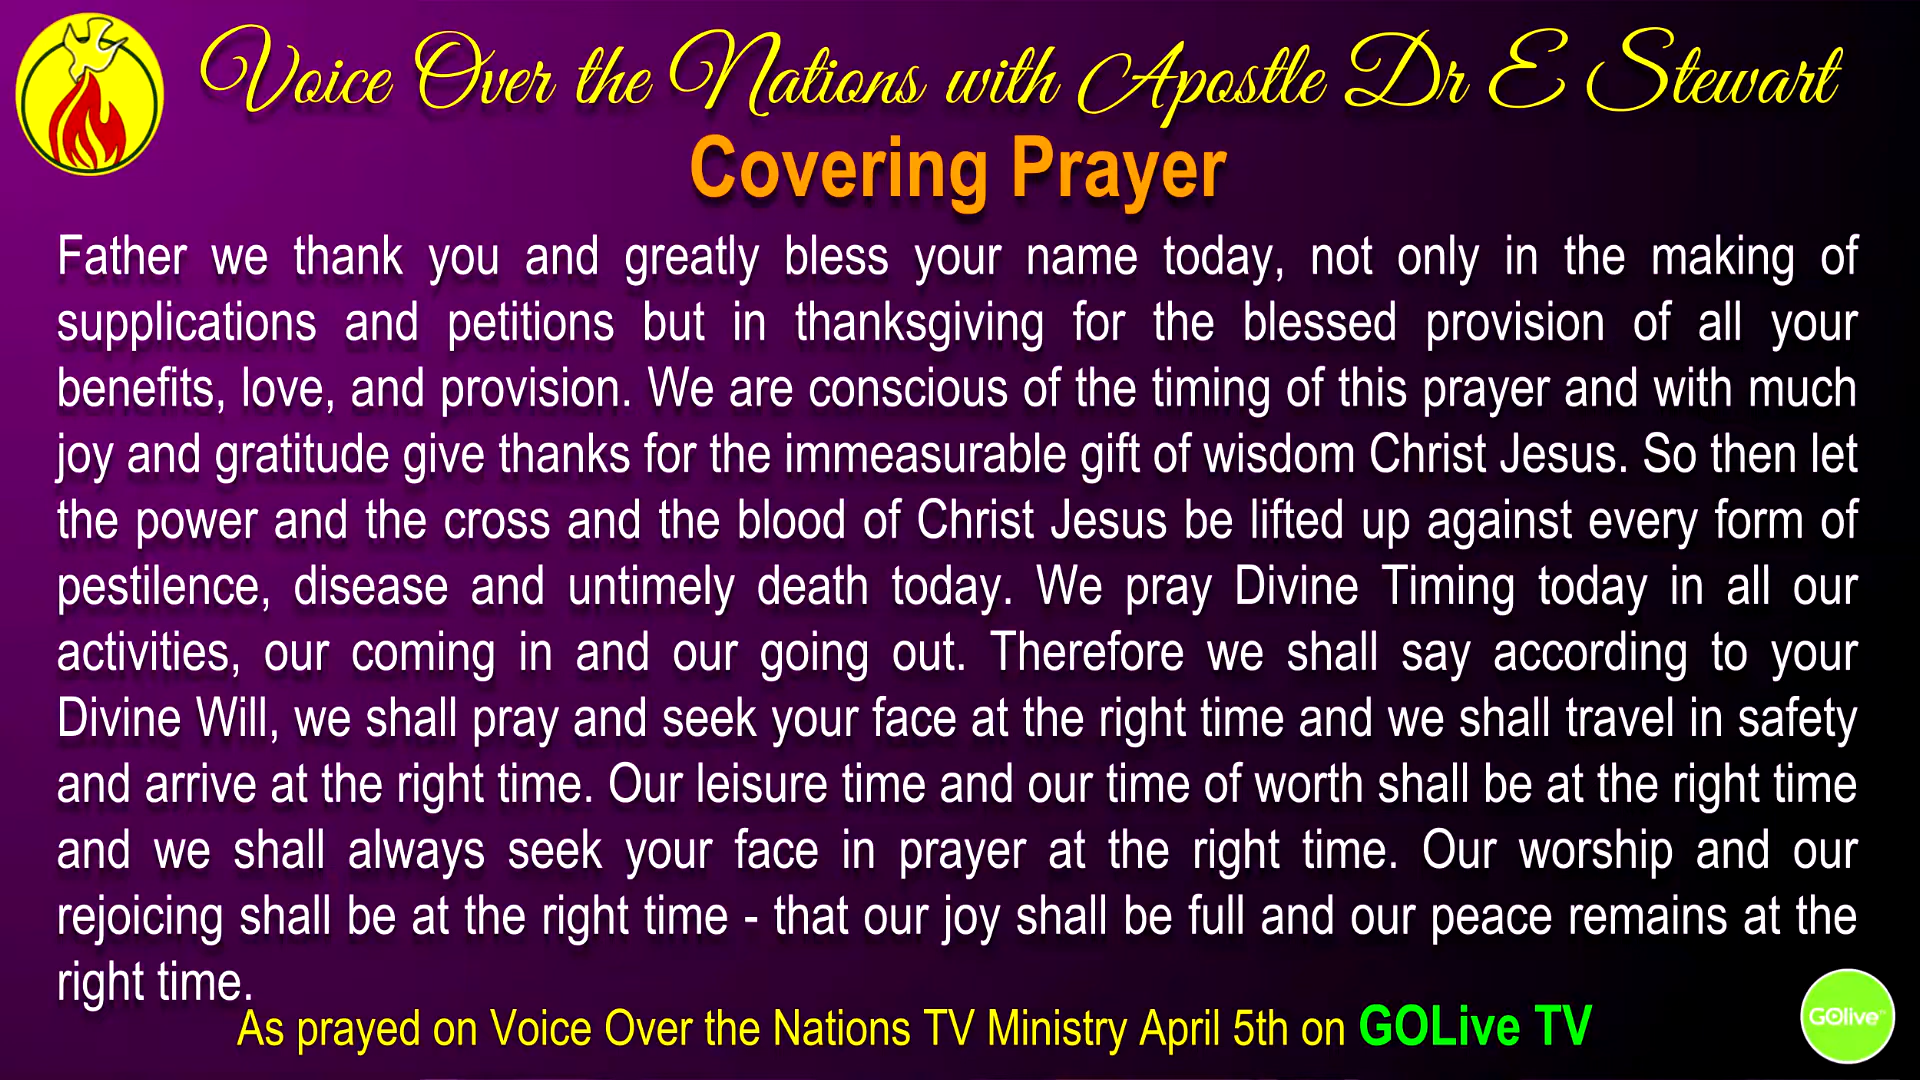 Voice Over the Nations with Apostle Dr E Stewart
Covering Prayer
Father we thank you and greatly bless your name today, not only in the making of
supplications and petitions but in thanksgiving for the blessed provision of all your
benefits, love, and provision. We are conscious of the timing of this prayer and with much
joy and gratitude give thanks for the immeasurable gift of wisdom Christ Jesus. So then let
the power and the cross and the blood of Christ Jesus be lifted up against every form of
pestilence, disease and untimely death today. We pray Divine Timing today in all our
activities, our coming in and our going out. Therefore we shall say according to your
Divine Will, we shall pray and seek your face at the right time and we shall travel in safety
and arrive at the right time. Our leisure time and our time of worth shall be at the right time
and we shall always seek your face in prayer at the right time. Our worship and our
rejoicing shall be at the right time - that our joy shall be full and our peace remains at the
right time.
As prayed on Voice Over the Nations TV Ministry April 5th on GOLive TV
GOlive